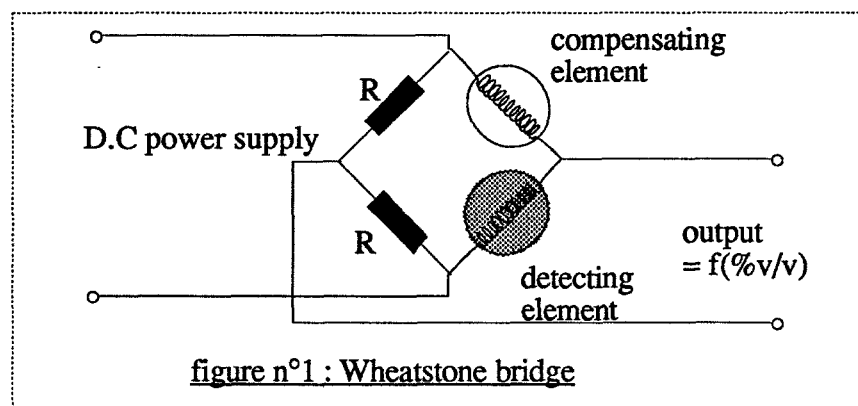 compensating
element
R
D.C power supply
R
output
= f(%v/v)
detecting
element
figure n°1 : Wheatstone bridge